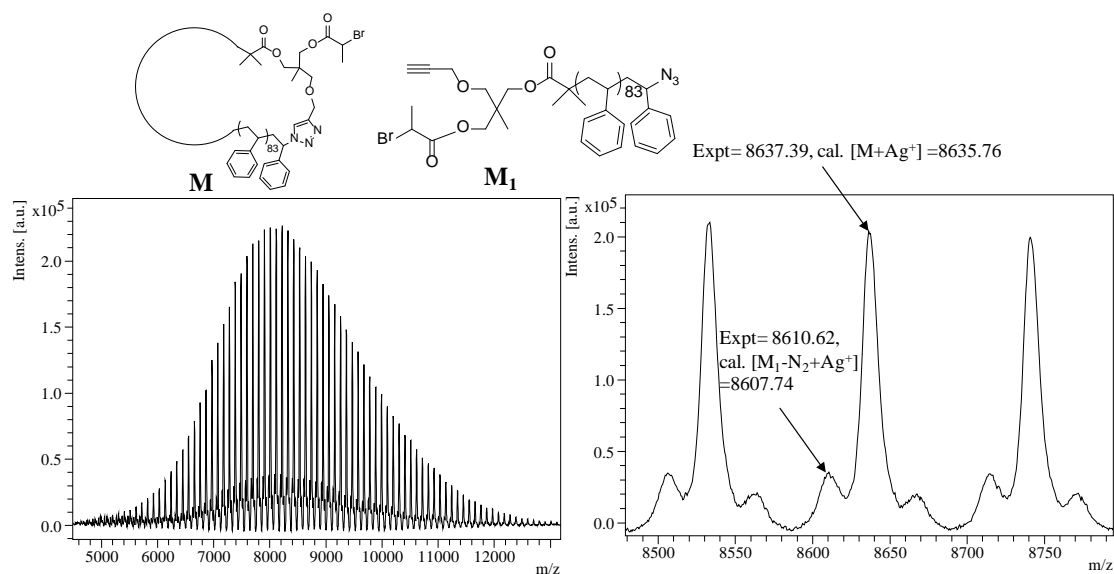 O
O
O
O
Br
O
O
N
N
N
83
M
O
O
O
N3
83
Br
O
O
M1
Expt= 8637.39, cal. [M+Ag+] =8635.76
Intens. [a.u.]
x10^5
2.0
1.5
1.0
0.5
0.0
5000
6000
7000
8000
9000
10000
11000
12000
m/z
Intens. [a.u.]
x10^5
2.0
1.5
1.0
0.5
0.0
Expt= 8610.62,
cal. [M1-N2+Ag+]
=8607.74
8500
8550
8600
8650
8700
8750
m/z